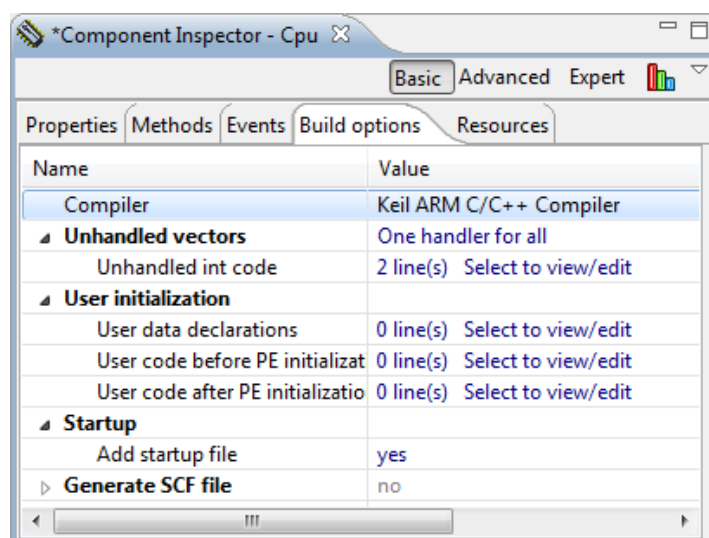 *Component Inspector - Cpu
Basic Advanced Expert
Properties Methods Events Build options Resources
Name Value
Compiler Keil ARM C/C++ Compiler
Unhandled vectors One handler for all
Unhandled int code 2 line(s) Select to view/edit
User initialization
User data declarations 0 line(s) Select to view/edit
User code before PE initializat 0 line(s) Select to view/edit
User code after PE initializatio 0 line(s) Select to view/edit
Startup
Add startup file yes
Generate SCF file no